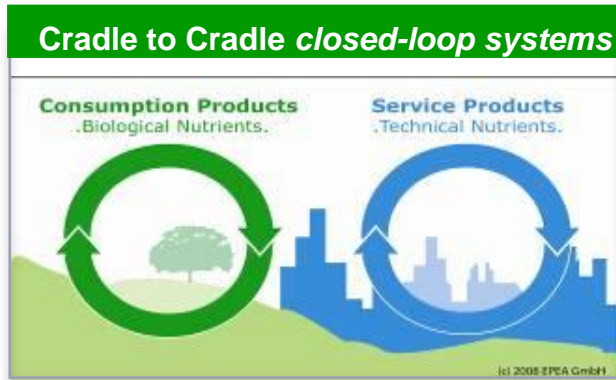 Cradle to Cradle closed-loop systems
Consumption Products
.Biological Nutrients.
Service Products
.Technical Nutrients.
(c) 2008 EPEA GmbH